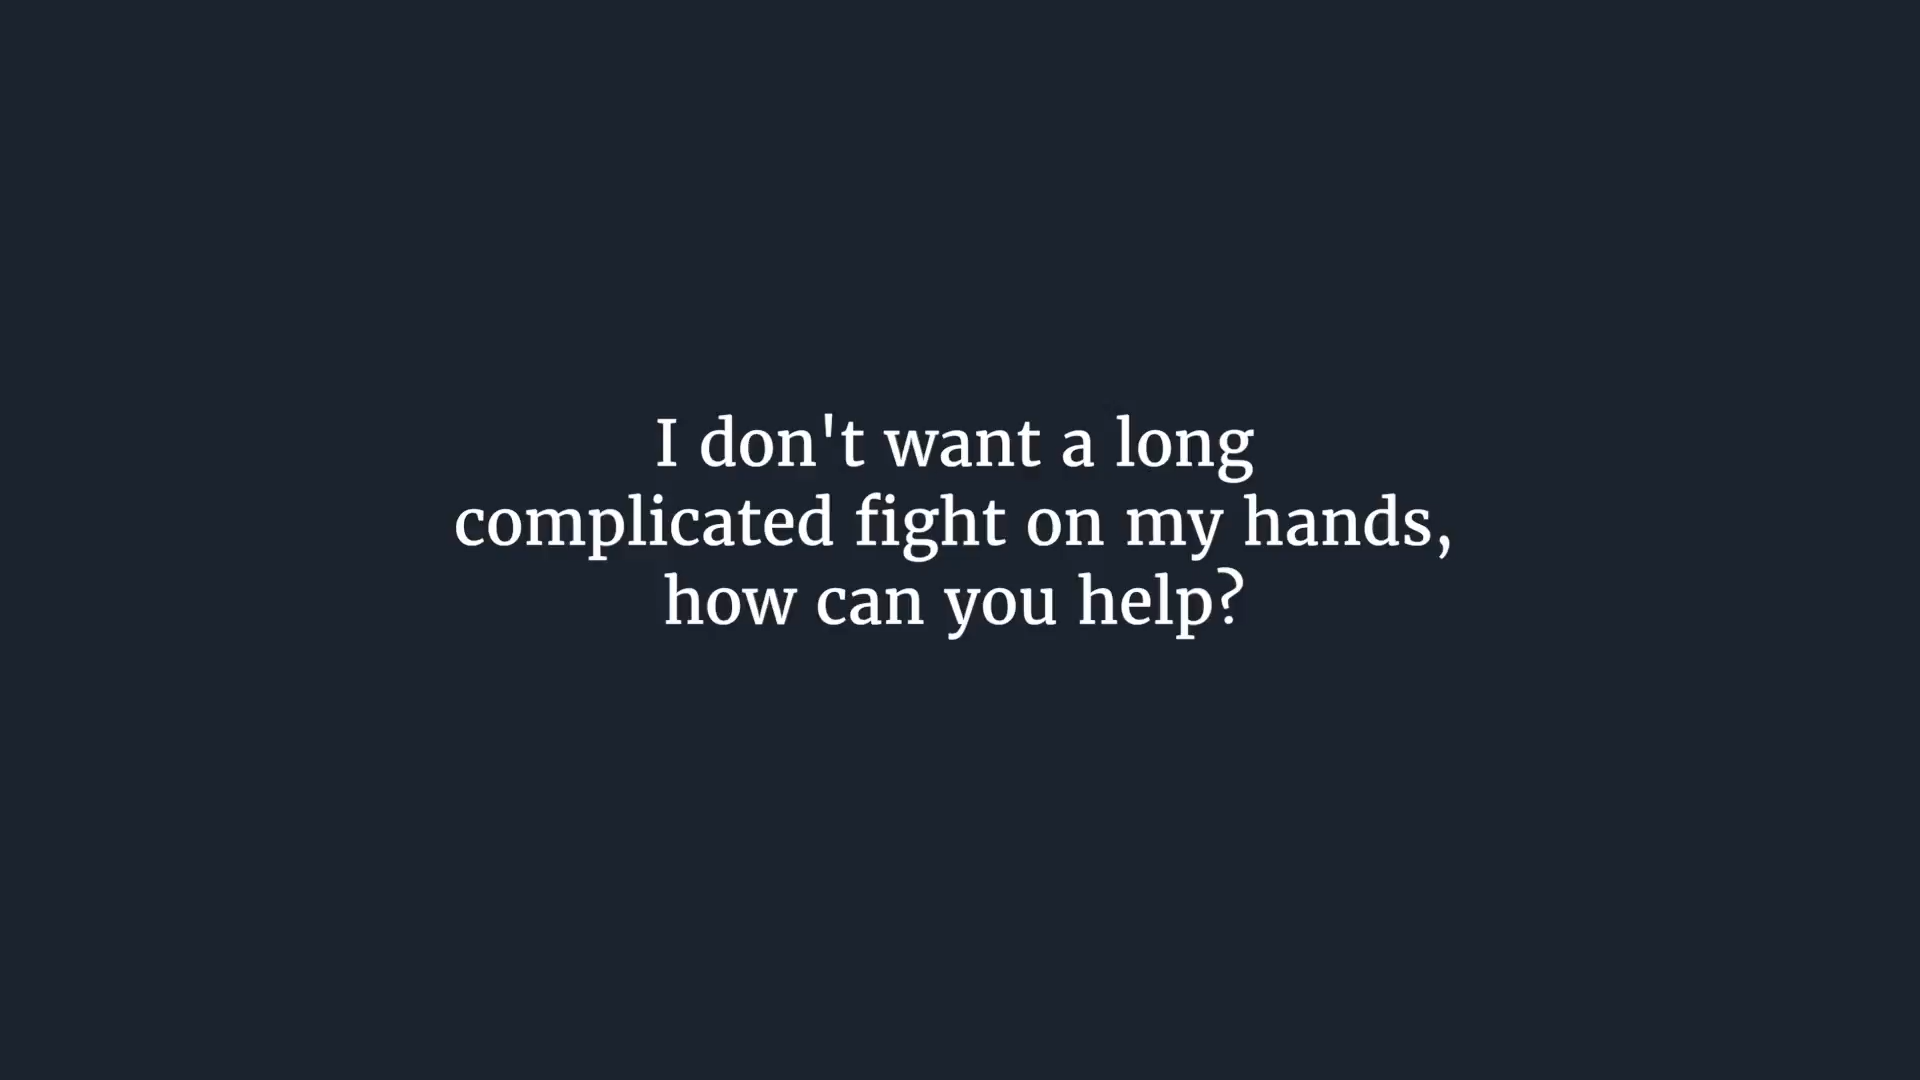 I don't want a long
complicated fight on my hands,
how can you help?